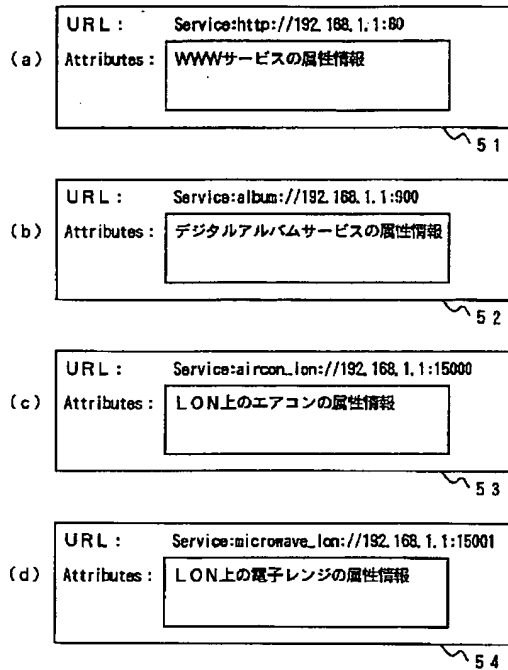 URL: Service:http://192.168.1.1:80
(a) Attributes: WWWサービスの属性情報
51
URL: Service:album://192.168.1.1:900
(b) Attributes: デジタルアルバムサービスの属性情報
52
URL: Service:aircon_lon://192.168.1.1:15000
(c) Attributes: LON上のエアコンの属性情報
53
URL: Service:microwave_lon://192.168.1.1:15001
(d) Attributes: LON上の電子レンジの属性情報
54